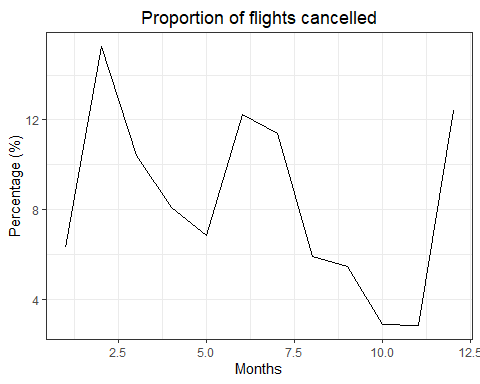 Proportion of flights cancelled
Percentage (%)
12
8
4
2.5 5.0 7.5 10.0 12.5
Months